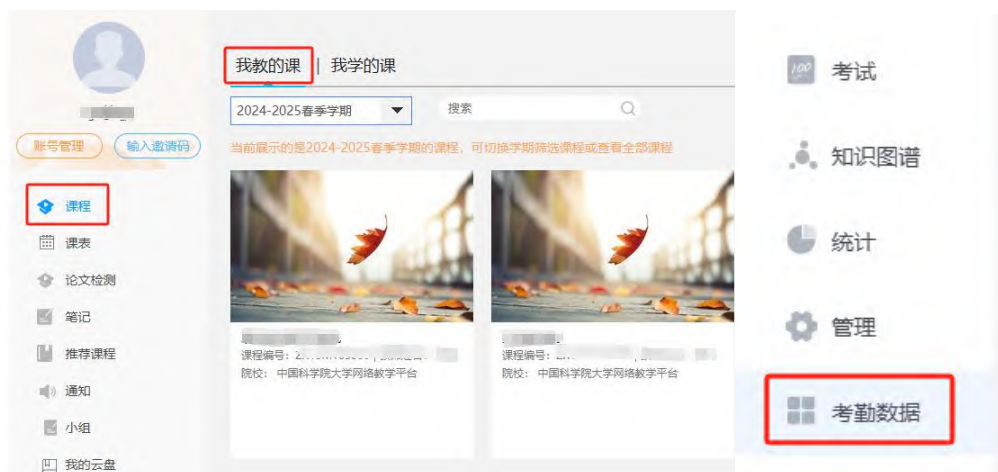 我教的课 | 我学的课
2024-2025春季学期
搜索
账号管理
输入邀请码
当前展示的是2024-2025春季学期的课程，可切换学期筛选课程或查看全部课程
课程
课表
论文检测
笔记
推荐课程
通知
小组
我的云盘
课程编号：
院校： 中国科学院大学网络教学平台
课程编号：
院校： 中国科学院大学网络教学平台
100
考试
知识图谱
统计
管理
考勤数据